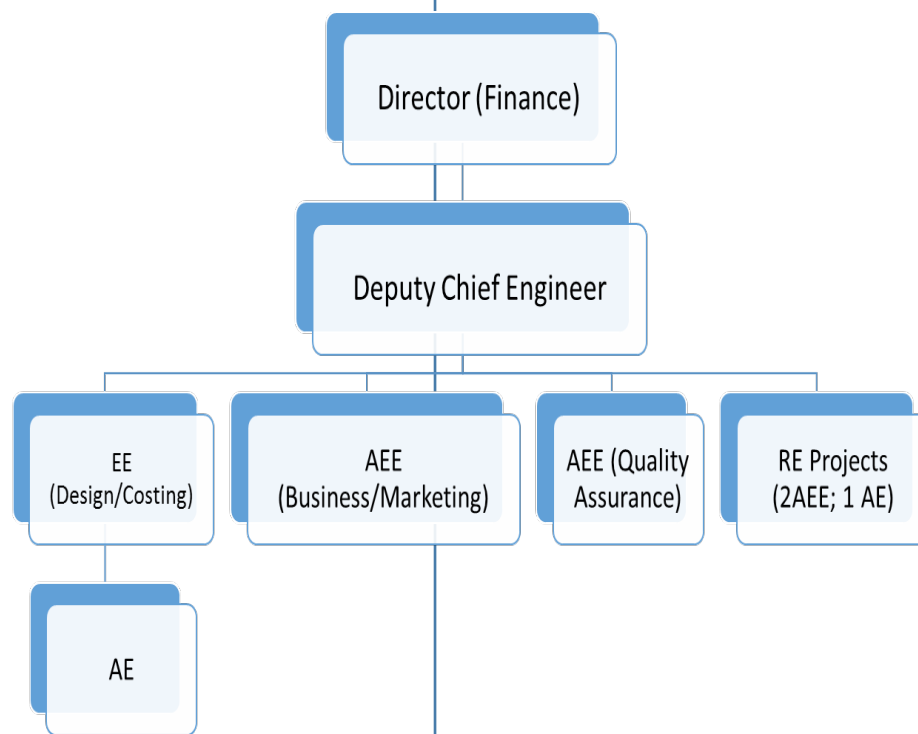 Director (Finance)
Deputy Chief Engineer
EE
(Design/Costing)
AEE
(Business/Marketing)
AEE (Quality
Assurance)
RE Projects
(2AEE; 1 AE)
AE